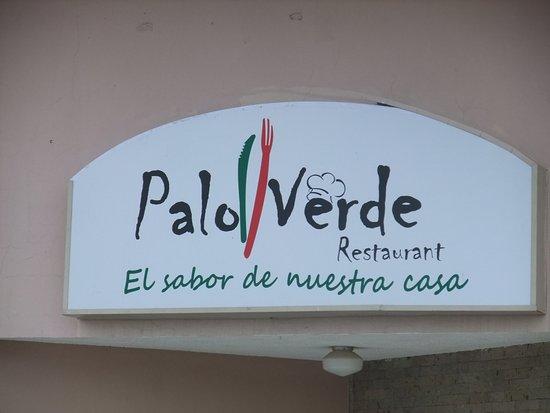 Palo Verde
Restaurant
El sabor de nuestra casa